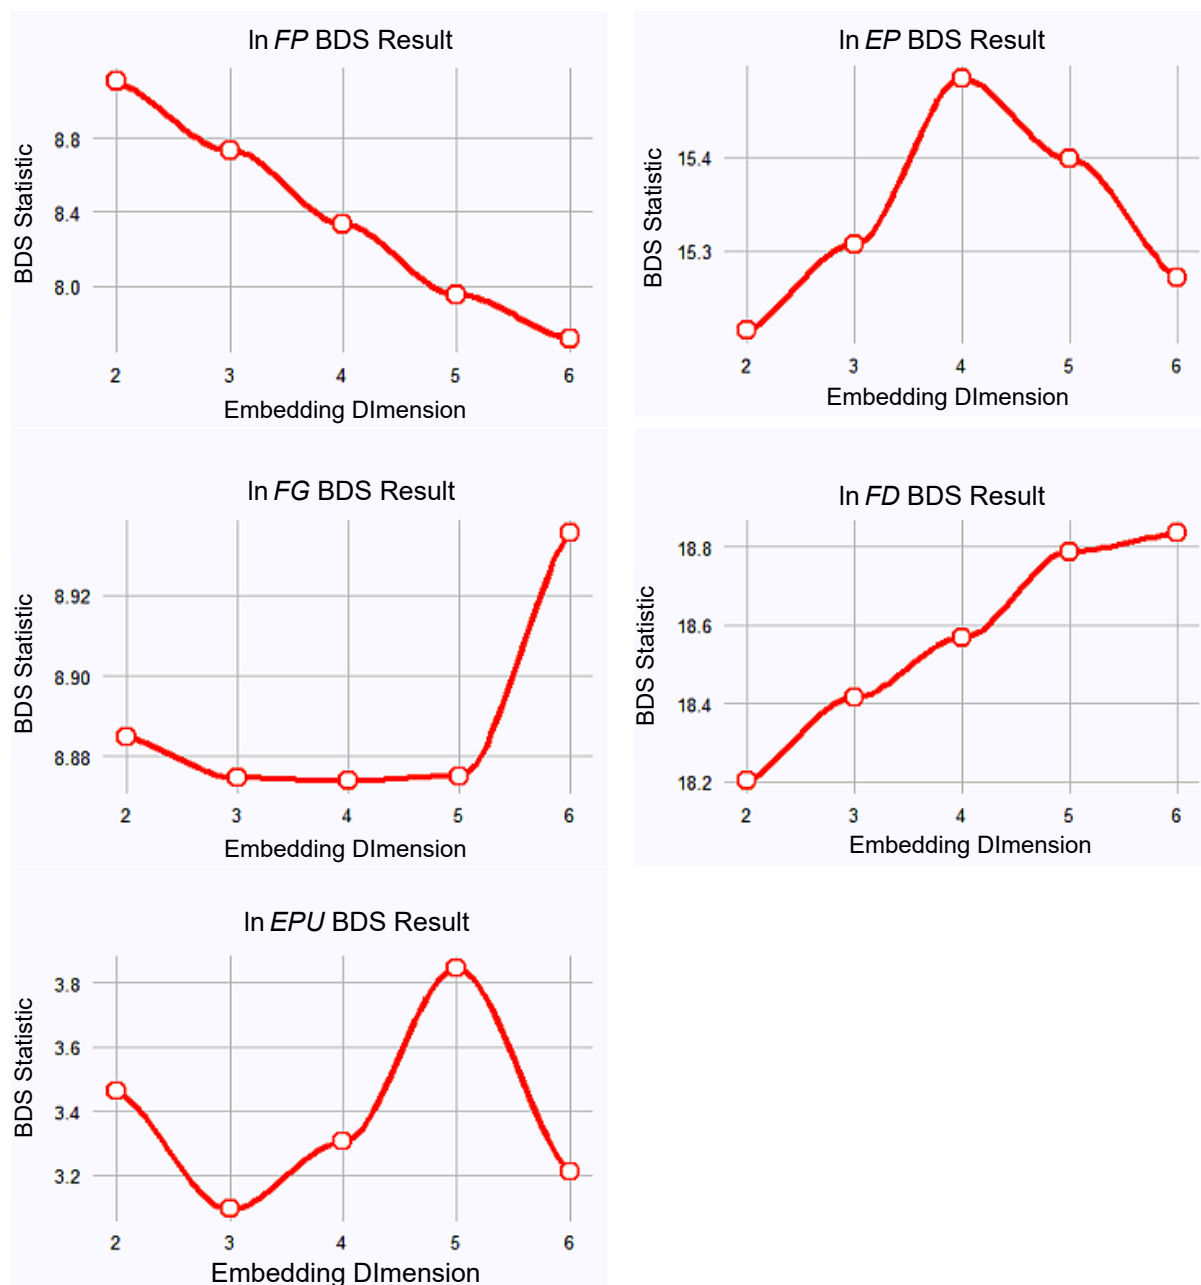 ln FP BDS Result
BDS Statistic
8.8
8.4
8.0
2 3 4 5 6
Embedding DImension
ln EP BDS Result
BDS Statistic
15.4
15.3
2 3 4 5 6
Embedding DImension
ln FG BDS Result
BDS Statistic
8.92
8.90
8.88
2 3 4 5 6
Embedding DImension
ln FD BDS Result
BDS Statistic
18.8
18.6
18.4
18.2
2 3 4 5 6
Embedding DImension
ln EPU BDS Result
BDS Statistic
3.8
3.6
3.4
3.2
2 3 4 5 6
Embedding DImension